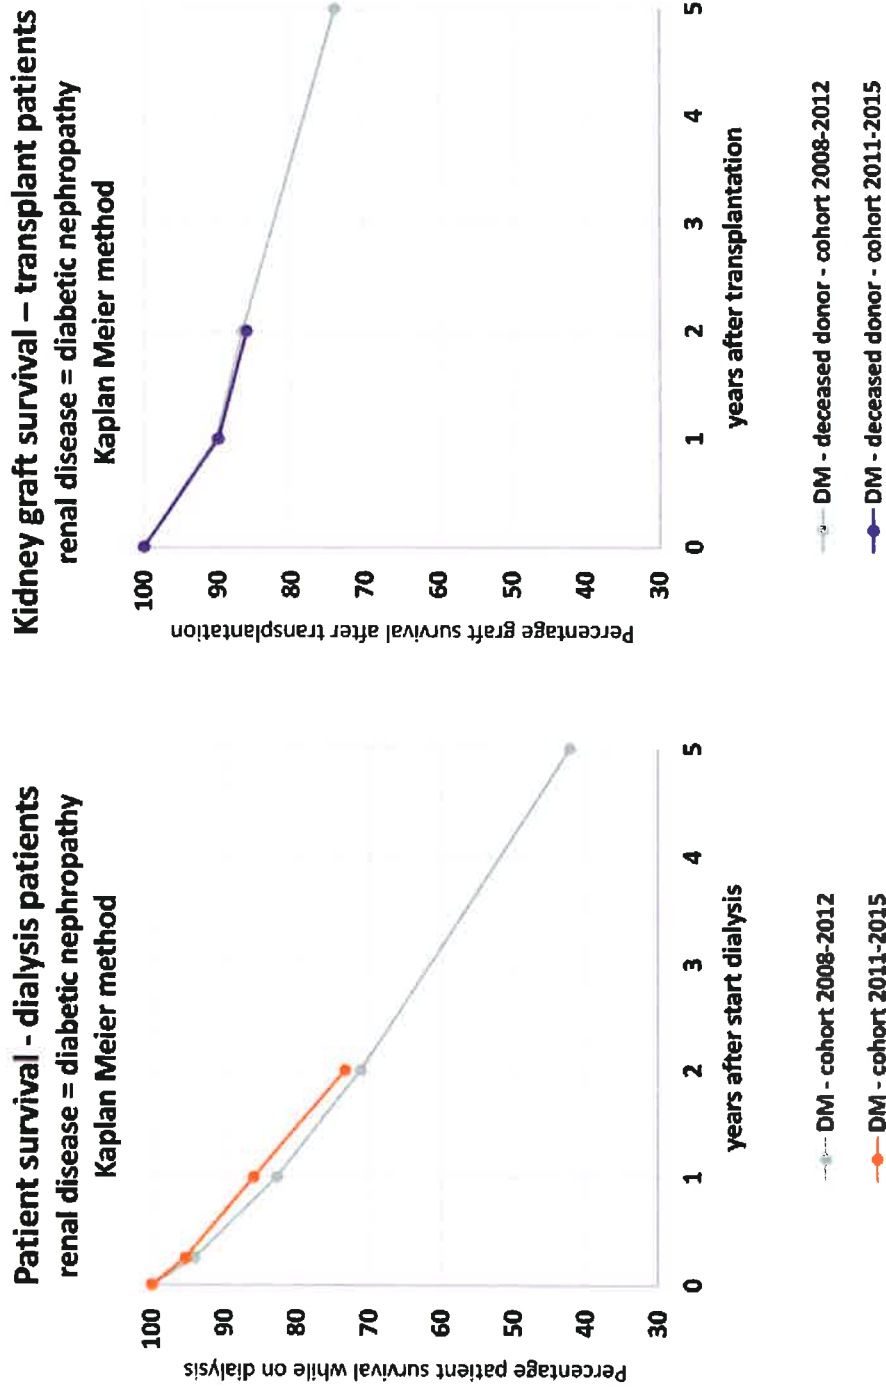 Patient survival - dialysis patients
renal disease = diabetic nephropathy
Kaplan Meier method
Percentage patient survival while on dialysis
100
90
80
70
60
50
40
30
0
1
2
3
4
5
years after start dialysis
DM - cohort 2008-2012
DM - cohort 2011-2015
Kidney graft survival – transplant patients
renal disease = diabetic nephropathy
Kaplan Meier method
Percentage graft survival after transplantation
100
90
80
70
60
50
40
30
0
1
2
3
4
5
years after transplantation
DM - deceased donor - cohort 2008-2012
DM - deceased donor - cohort 2011-2015